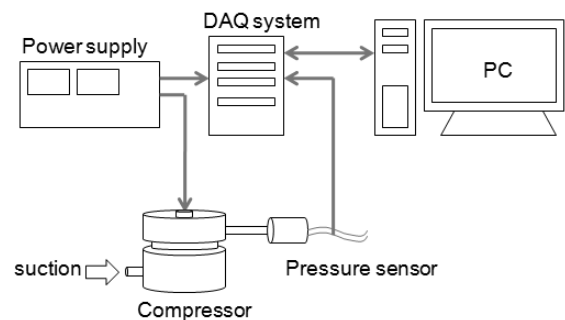 DAQ system
Power supply
PC
suction
Pressure sensor
Compressor